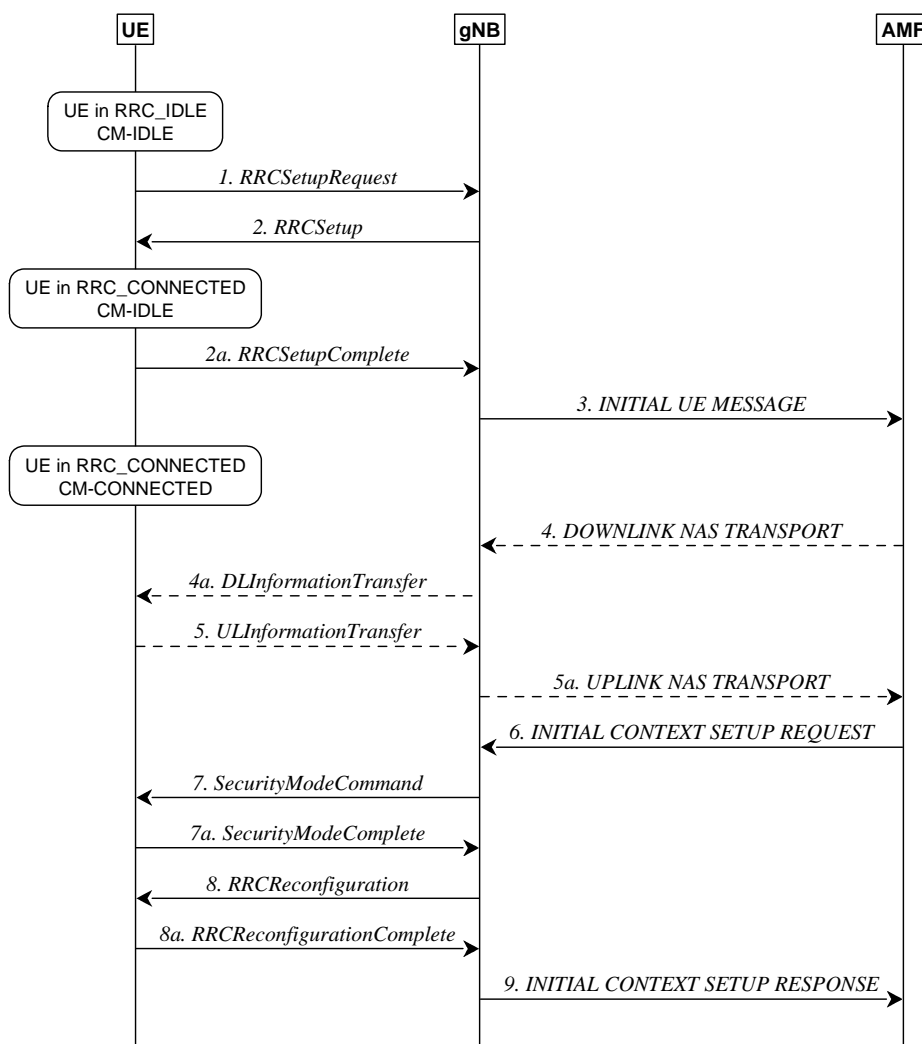 UE
gNB
AMF
UE in RRC_IDLE
CM-IDLE
1. RRCSetupRequest
2. RRCSetup
UE in RRC_CONNECTED
CM-IDLE
2a. RRCSetupComplete
3. INITIAL UE MESSAGE
UE in RRC_CONNECTED
CM-CONNECTED
4. DOWNLINK NAS TRANSPORT
4a. DLInformationTransfer
5. ULInformationTransfer
5a. UPLINK NAS TRANSPORT
6. INITIAL CONTEXT SETUP REQUEST
7. SecurityModeCommand
7a. SecurityModeComplete
8. RRCReconfiguration
8a. RRCReconfigurationComplete
9. INITIAL CONTEXT SETUP RESPONSE